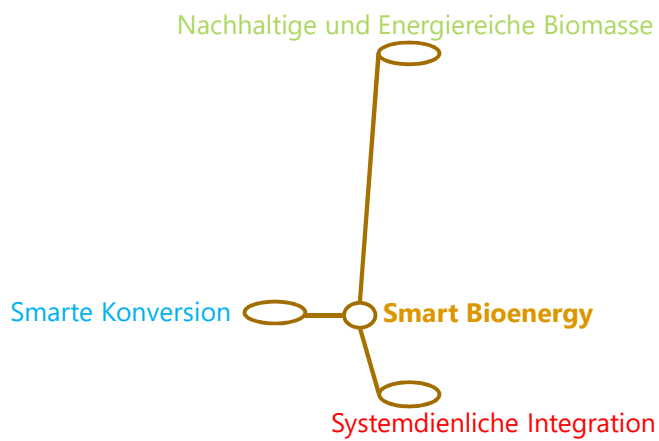 Nachhaltige und Energiereiche Biomasse
Smarte Konversion
Smart Bioenergy
Systemdienliche Integration